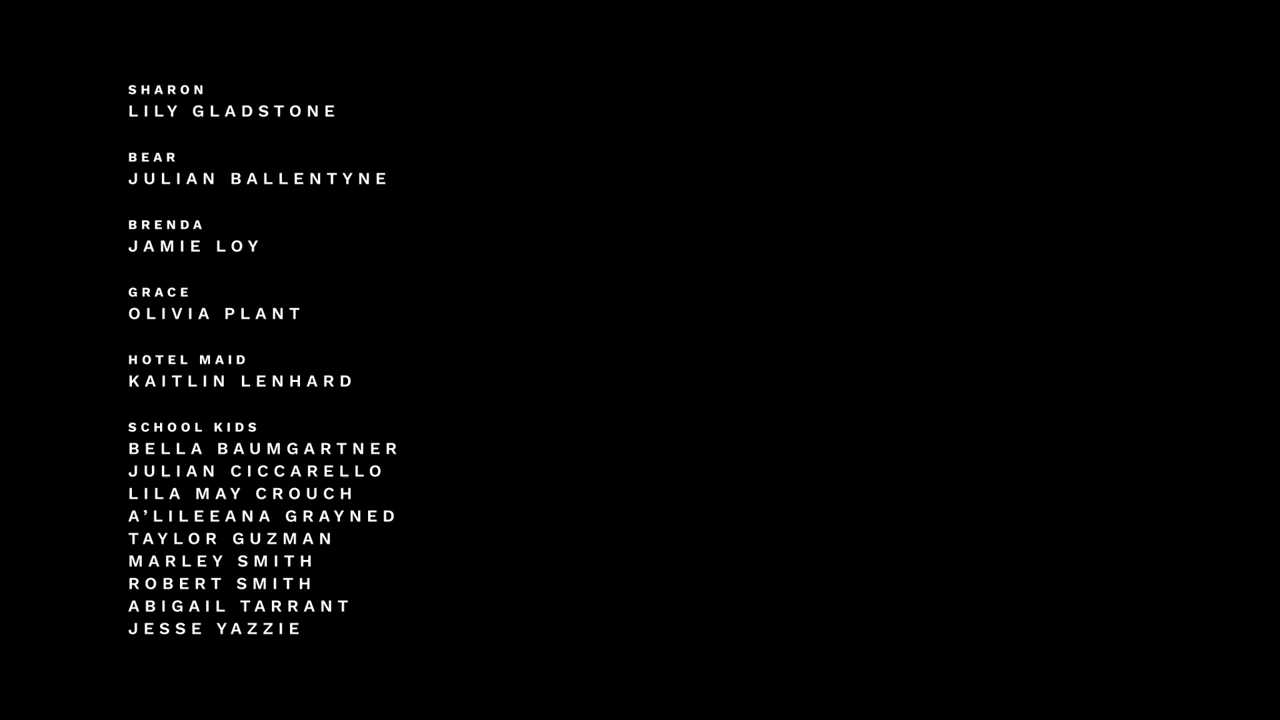 SHARON
LILY GLADSTONE
BEAR
JULIAN BALLENTYNE
BRENDA
JAMIE LOY
GRACE
OLIVIA PLANT
HOTEL MAID
KAITLIN LENHARD
SCHOOL KIDS
BELLA BAUMGARTNER
JULIAN CICCARELLO
LILA MAY CROUCH
A’LILEEANA GRAYNED
TAYLOR GUZMAN
MARLEY SMITH
ROBERT SMITH
ABIGAIL TARRANT
JESSE YAZZIE